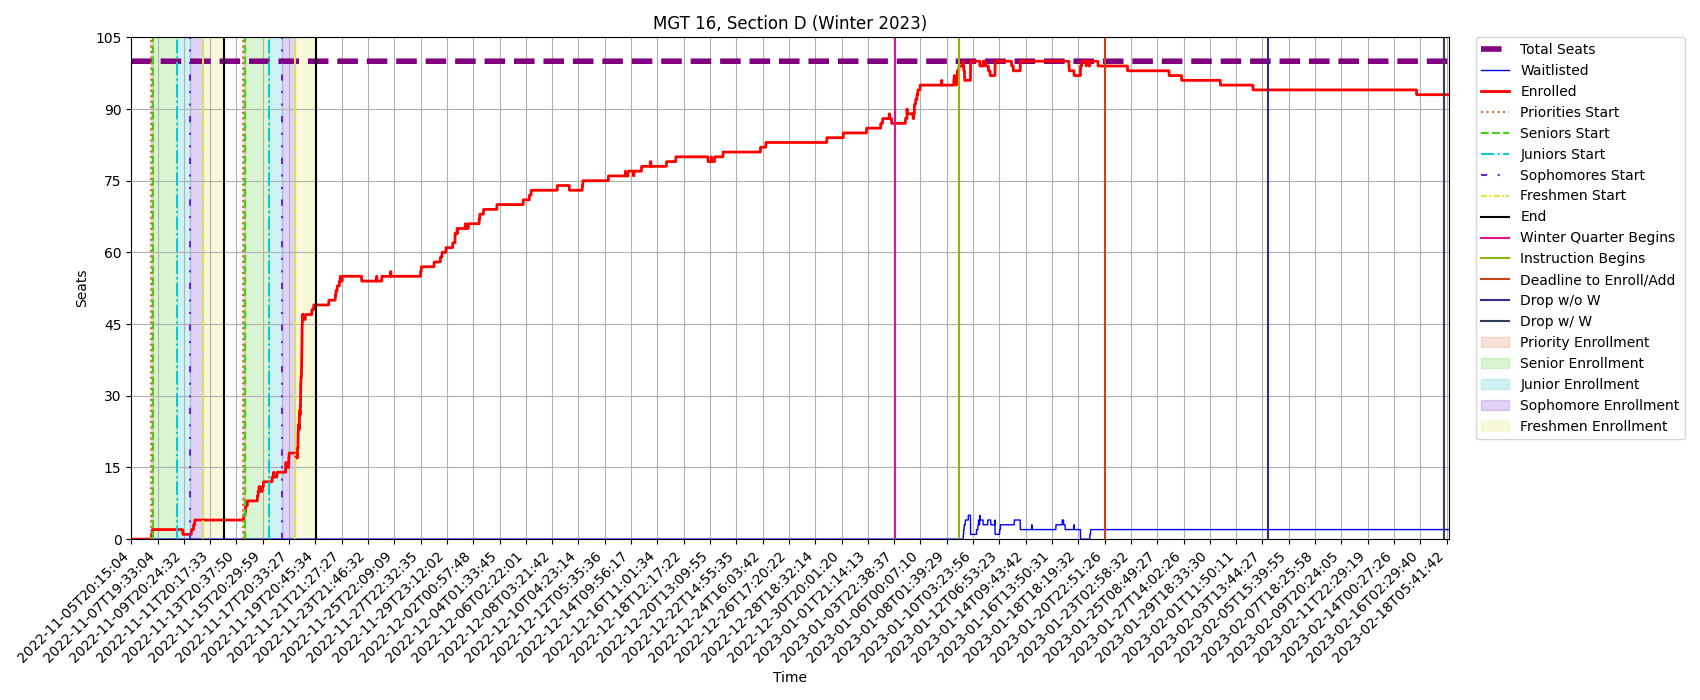 MGT 16, Section D (Winter 2023)
105
90
75
60
45
30
15
0
Seats
2022-11-05T20:15:04
2022-11-07T19:33:04
2022-11-09T20:24:32
2022-11-11T20:17:33
2022-11-13T20:37:50
2022-11-15T20:29:59
2022-11-17T20:33:27
2022-11-19T20:45:34
2022-11-21T21:27:27
2022-11-23T21:46:32
2022-11-25T22:09:09
2022-11-27T22:32:35
2022-11-29T23:12:02
2022-12-02T00:57:48
2022-12-04T01:33:45
2022-12-06T02:22:01
2022-12-08T03:21:42
2022-12-10T04:23:14
2022-12-12T05:35:36
2022-12-14T09:56:17
2022-12-16T11:01:34
2022-12-18T12:17:22
2022-12-20T13:09:55
2022-12-22T14:55:35
2022-12-24T16:03:42
2022-12-26T17:20:22
2022-12-28T18:32:14
2022-12-30T20:01:20
2023-01-01T21:14:13
2023-01-03T22:38:37
2023-01-06T00:07:10
2023-01-08T01:39:23
2023-01-10T03:23:56
2023-01-12T06:53:23
2023-01-14T09:43:42
2023-01-16T13:50:31
2023-01-18T18:19:32
2023-01-20T22:51:26
2023-01-23T02:58:32
2023-01-25T08:49:27
2023-01-27T14:02:26
2023-01-29T18:33:30
2023-02-01T11:50:11
2023-02-03T13:44:27
2023-02-05T15:39:55
2023-02-07T18:25:58
2023-02-09T20:24:05
2023-02-11T22:29:19
2023-02-14T00:27:26
2023-02-16T02:29:40
2023-02-18T05:41:42
Time
Total Seats
Waitlisted
Enrolled
Priorities Start
Seniors Start
Juniors Start
Sophomores Start
Freshmen Start
End
Winter Quarter Begins
Instruction Begins
Deadline to Enroll/Add
Drop w/o W
Drop w/ W
Priority Enrollment
Senior Enrollment
Junior Enrollment
Sophomore Enrollment
Freshmen Enrollment